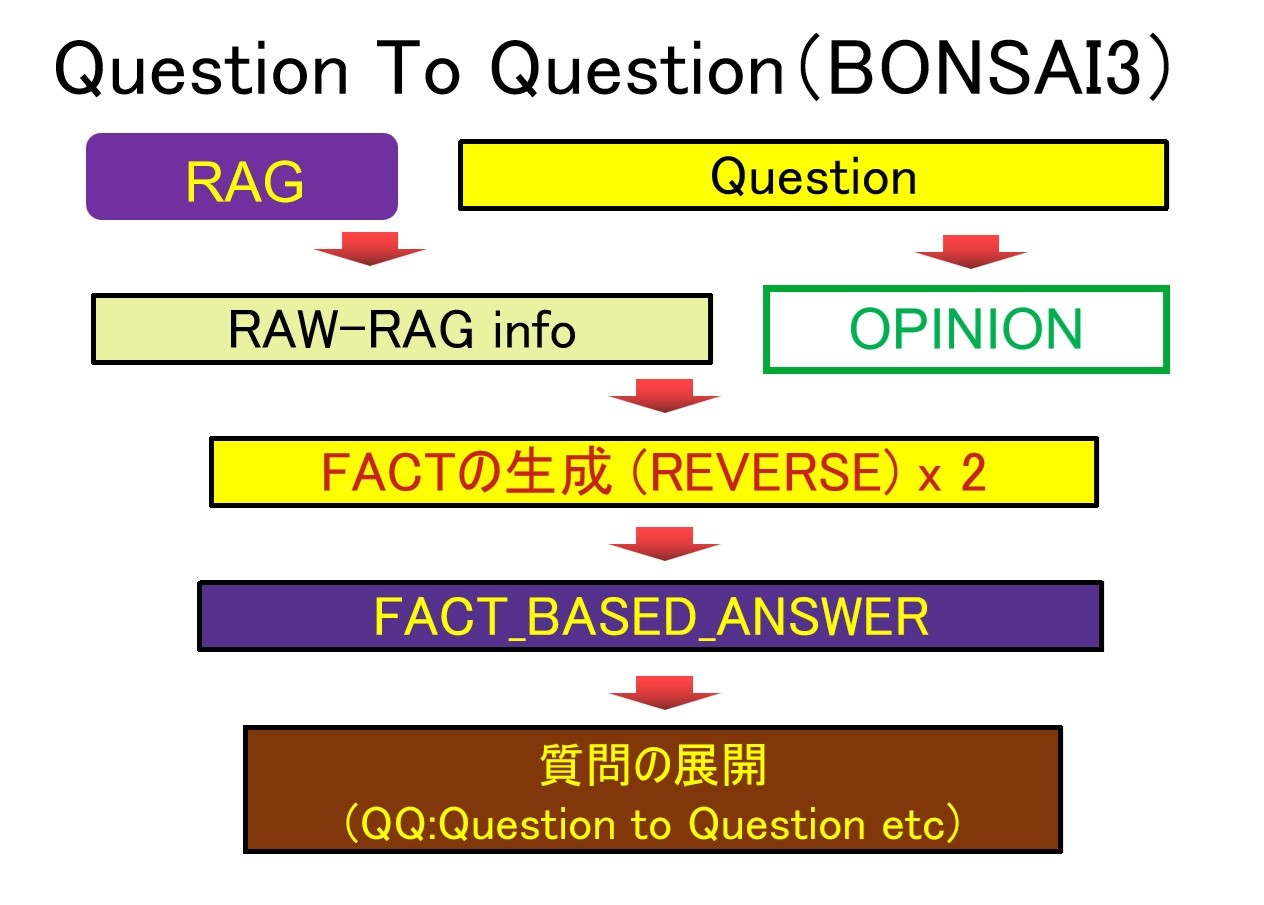 Question To Question（BONSAI3）
RAG
Question
RAW-RAG info
OPINION
FACTの生成 (REVERSE) x 2
FACT_BASED_ANSWER
質問の展開
（QQ:Question to Question etc）